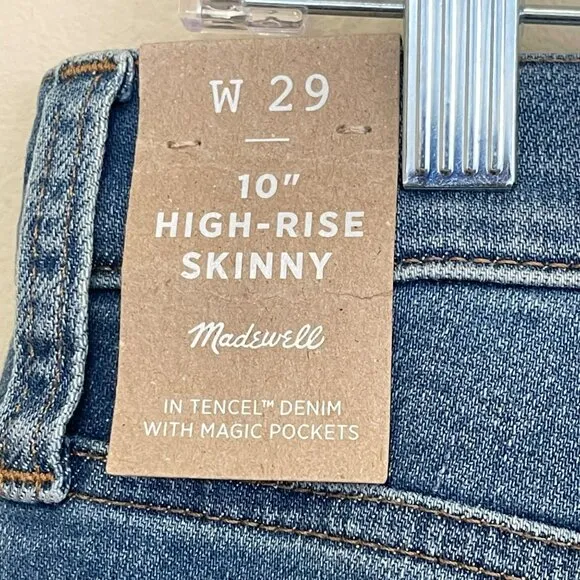 W 29
10"
HIGH-RISE
SKINNY
Madewell
IN TENCEL™ DENIM
WITH MAGIC POCKETS